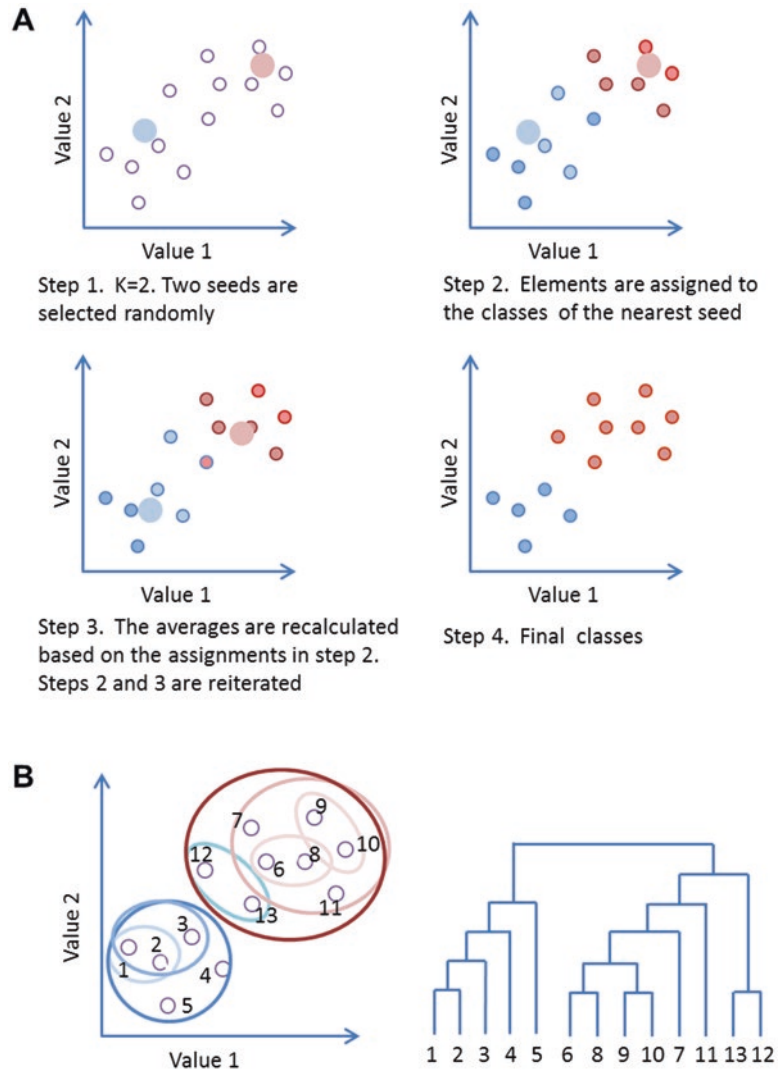 A
Value 2
Value 1
Step 1. K=2. Two seeds are
selected randomly
Value 2
Value 1
Step 2. Elements are assigned to
the classes of the nearest seed
Value 2
Value 1
Step 3. The averages are recalculated
based on the assignments in step 2.
Steps 2 and 3 are reiterated
Value 2
Value 1
Step 4. Final classes
B
Value 2
9
7
10
12
6
8
11
13
3
2
1
4
5
Value 1
1 2 3 4 5 6 8 9 10 7 11 13 12